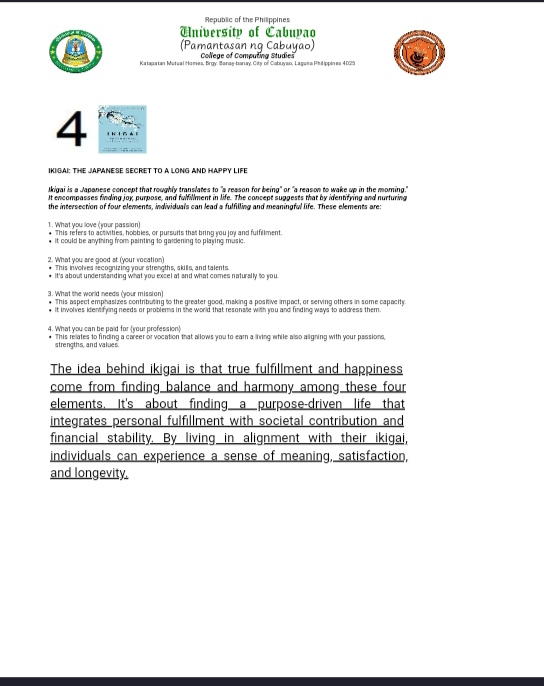 Republic of the Philippines
University of Cabuyao
(Pamantasan ng Cabuyao)
College of Computing Studies
Katapatan Mutual Homes, Brgy. Banay-banay, City of Cabuyao, Laguna Philippines 4025
4
IKIGAI
IKIGAI: THE JAPANESE SECRET TO A LONG AND HAPPY LIFE
Ikigai is a Japanese concept that roughly translates to "a reason for being" or "a reason to wake up in the morning."
It encompasses finding joy, purpose, and fulfillment in life. The concept suggests that by identifying and nurturing
the intersection of four elements, individuals can lead a fulfilling and meaningful life. These elements are:
1. What you love (your passion)
• This refers to activities, hobbies, or pursuits that bring you joy and fulfillment.
• It could be anything from painting to gardening to playing music.
2. What you are good at (your vocation)
• This involves recognizing your strengths, skills, and talents.
• It's about understanding what you excel at and what comes naturally to you.
3. What the world needs (your mission)
• This aspect emphasizes contributing to the greater good, making a positive impact, or serving others in some capacity.
• It involves identifying needs or problems in the world that resonate with you and finding ways to address them.
4. What you can be paid for (your profession)
• This relates to finding a career or vocation that allows you to earn a living while also aligning with your passions,
strengths, and values.
The idea behind ikigai is that true fulfillment and happiness
come from finding balance and harmony among these four
elements. It's about finding a purpose-driven life that
integrates personal fulfillment with societal contribution and
financial stability. By living in alignment with their ikigai,
individuals can experience a sense of meaning, satisfaction,
and longevity.